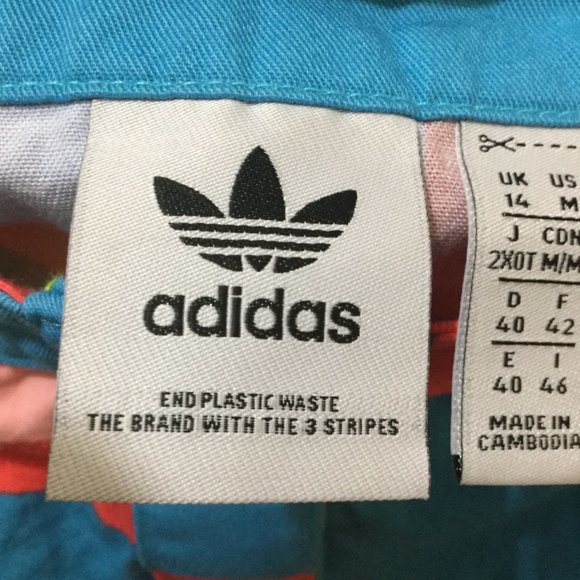 adidas
END PLASTIC WASTE
THE BRAND WITH THE 3 STRIPES
UK US
14 M
J CDN
2XOT M/M
D F
40 42
E I
40 46
MADE IN
CAMBODIA